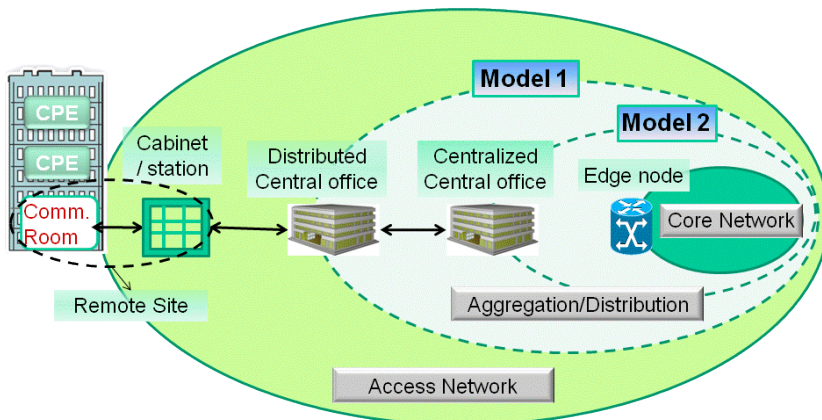 Model 1
Model 2
CPE
CPE
Cabinet
/ station
Distributed
Central office
Centralized
Central office
Edge node
Comm.
Room
Core Network
Remote Site
Aggregation/Distribution
Access Network